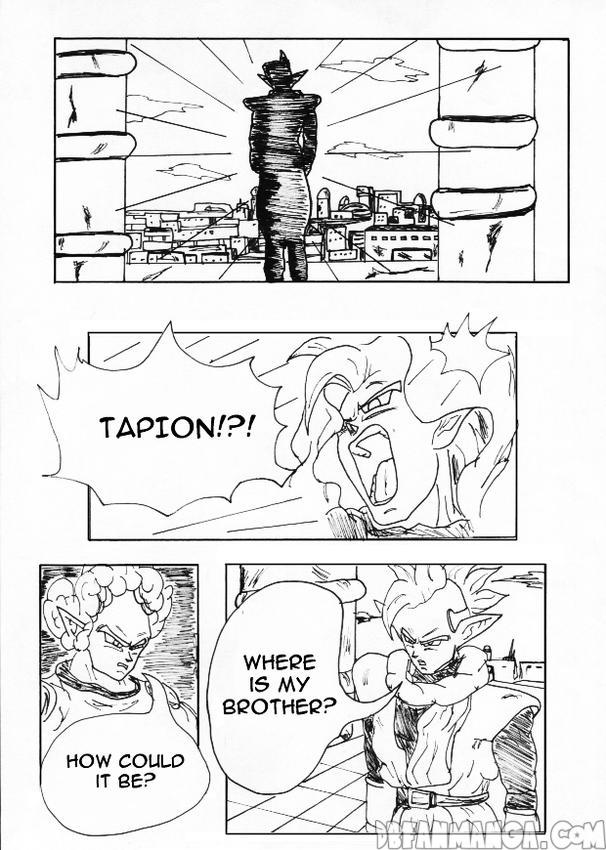 TAPION!?!
HOW COULD
IT BE?
WHERE
IS MY
BROTHER?
DBFANMANGA.COM